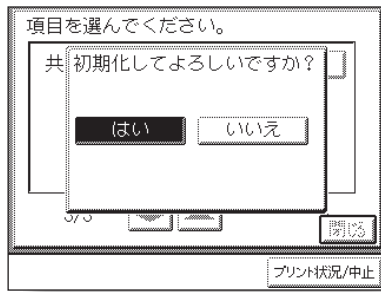 項目を選んでください。
共
初期化してよろしいですか？
はい
いいえ
3/3
閉じる
プリント状況/中止